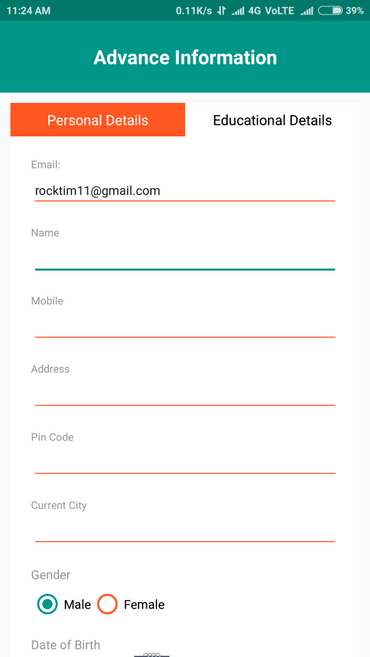 11:24 AM 0.11K/s 4G VoLTE 39%
Advance Information
Personal Details Educational Details
Email:
rocktim11@gmail.com
Name
Mobile
Address
Pin Code
Current City
Gender
Male Female
Date of Birth